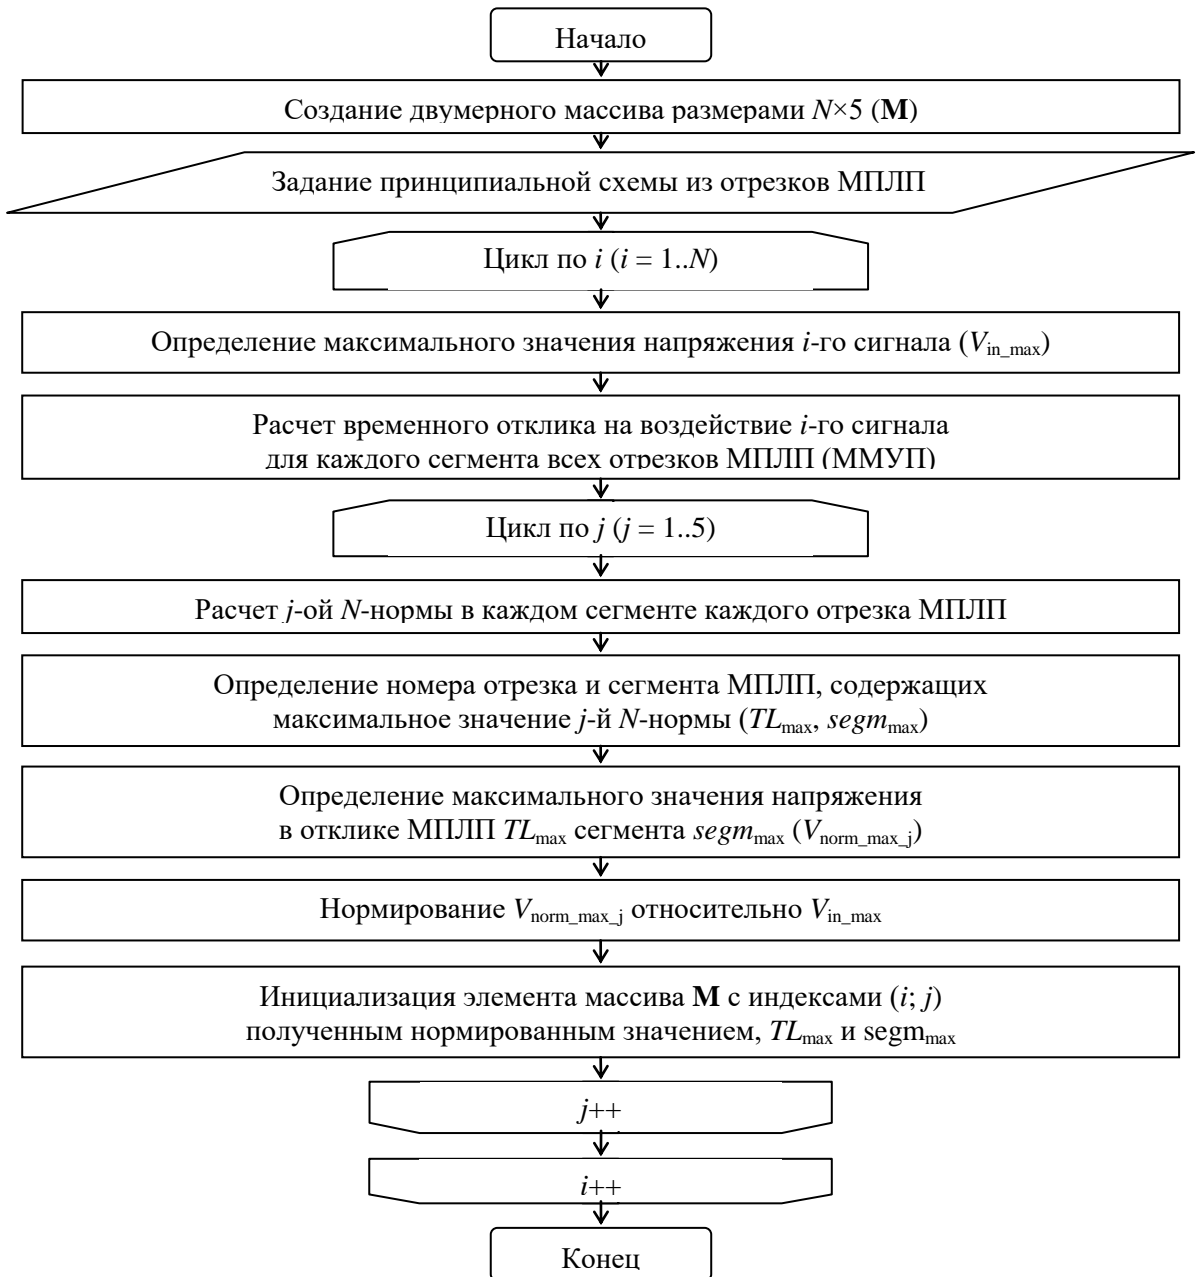 Начало
Создание двумерного массива размерами N×5 (M)
Задание принципиальной схемы из отрезков МПЛП
Цикл по i (i = 1..N)
Определение максимального значения напряжения i-го сигнала (Vin_max)
Расчет временного отклика на воздействие i-го сигнала
для каждого сегмента всех отрезков МПЛП (ММУП)
Цикл по j (j = 1..5)
Расчет j-ой N-нормы в каждом сегменте каждого отрезка МПЛП
Определение номера отрезка и сегмента МПЛП, содержащих
максимальное значение j-й N-нормы (TLmax, segmmax)
Определение максимального значения напряжения
в отклике МПЛП TLmax сегмента segmmax (Vnorm_max_j)
Нормирование Vnorm_max_j относительно Vin_max
Инициализация элемента массива M с индексами (i; j)
полученным нормированным значением, TLmax и segmmax
j++
i++
Конец